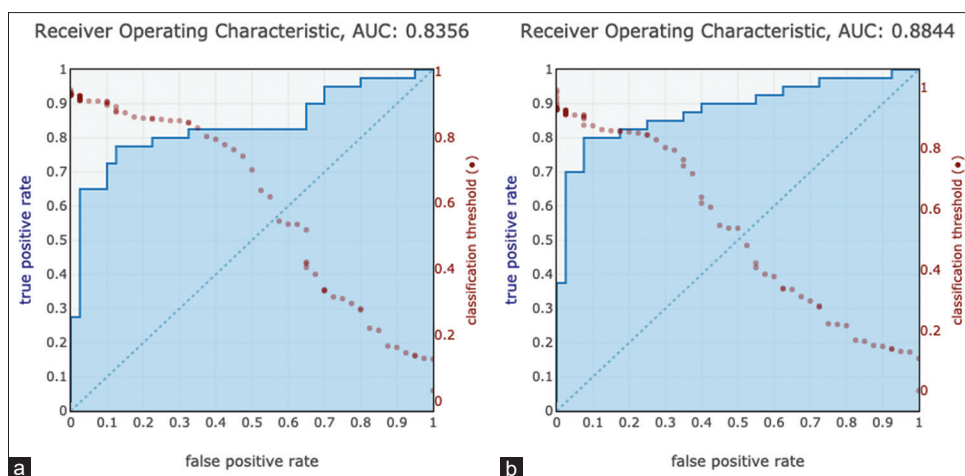 Receiver Operating Characteristic, AUC: 0.8356
1
0.9
0.8
0.7
0.6
0.5
0.4
0.3
0.2
0.1
0
true positive rate
0 0.1 0.2 0.3 0.4 0.5 0.6 0.7 0.8 0.9 1
false positive rate
1
0.8
0.6
0.4
0.2
0
classification threshold (●)
a
Receiver Operating Characteristic, AUC: 0.8844
1
0.9
0.8
0.7
0.6
0.5
0.4
0.3
0.2
0.1
0
true positive rate
0 0.1 0.2 0.3 0.4 0.5 0.6 0.7 0.8 0.9 1
false positive rate
1
0.8
0.6
0.4
0.2
0
classification threshold (●)
b